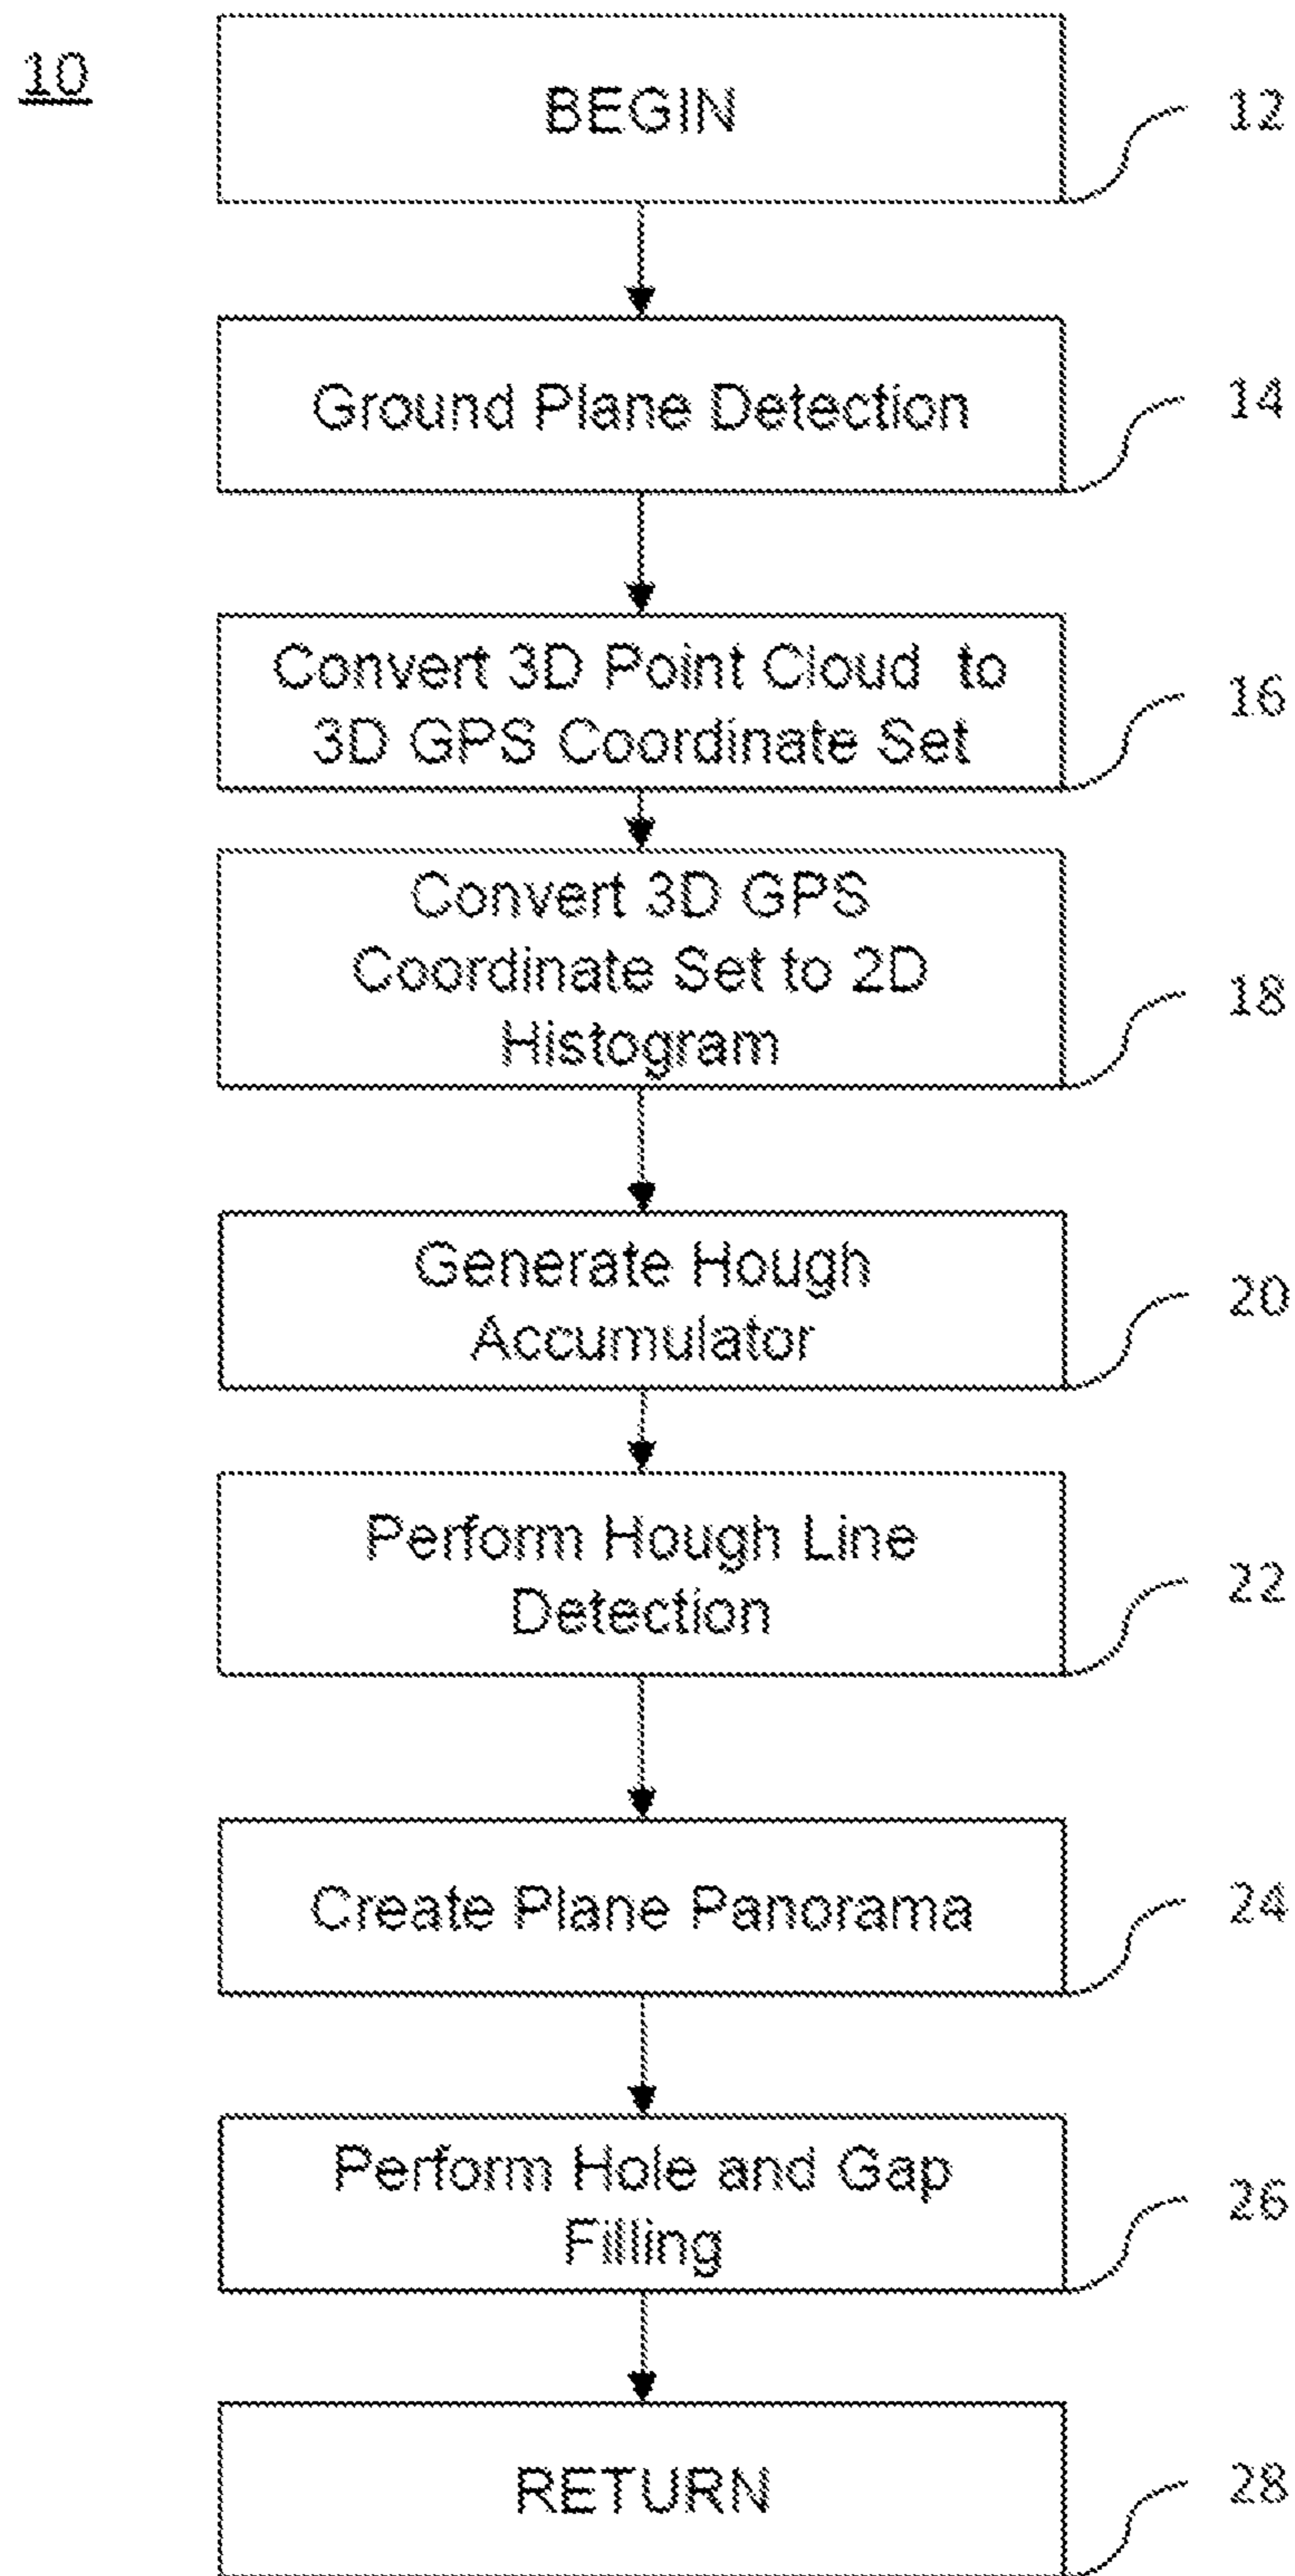 10
BEGIN
12
Ground Plane Detection
14
Convert 3D Point Cloud to
3D GPS Coordinate Set
16
Convert 3D GPS
Coordinate Set to 2D
Histogram
18
Generate Hough
Accumulator
20
Perform Hough Line
Detection
22
Create Plane Panorama
24
Perform Hole and Gap
Filling
26
RETURN
28